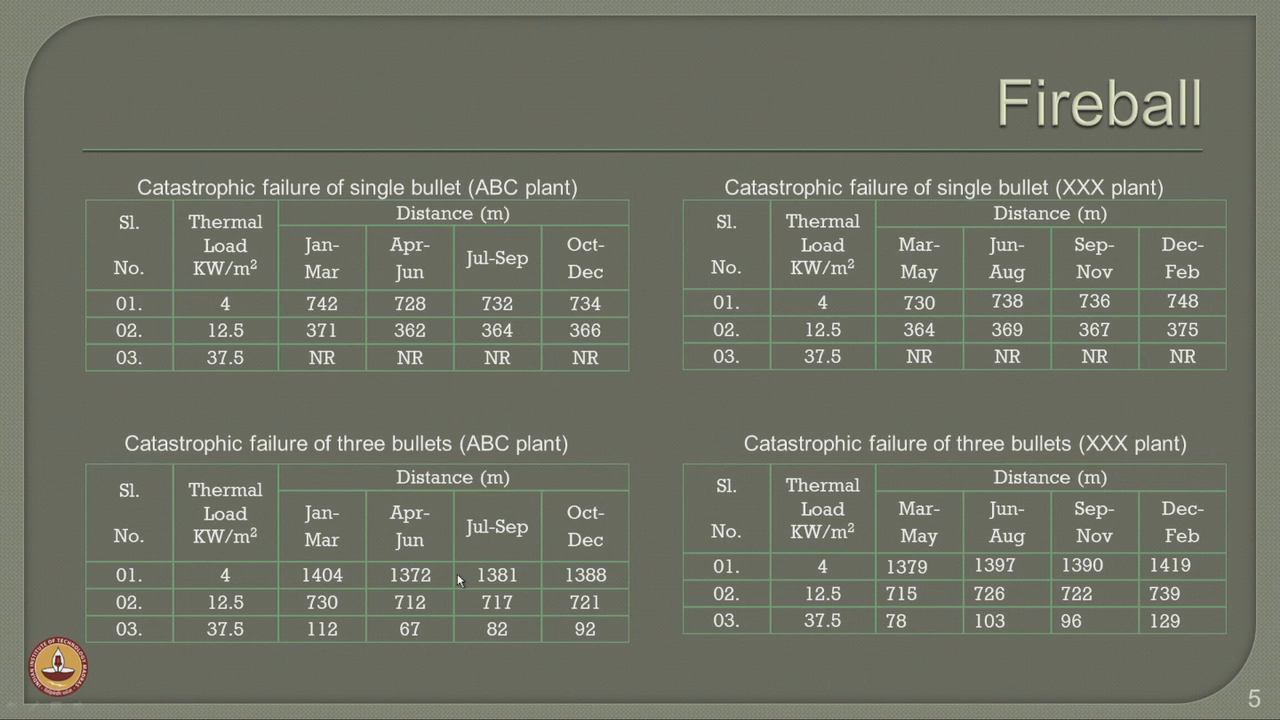 Fireball
Catastrophic failure of single bullet (ABC plant)
Sl. No. Thermal Load KW/m² Distance (m)
Jan-Mar Apr-Jun Jul-Sep Oct-Dec
01. 4 742 728 732 734
02. 12.5 371 362 364 366
03. 37.5 NR NR NR NR
Catastrophic failure of single bullet (XXX plant)
Sl. No. Thermal Load KW/m² Distance (m)
Mar-May Jun-Aug Sep-Nov Dec-Feb
01. 4 730 738 736 748
02. 12.5 364 369 367 375
03. 37.5 NR NR NR NR
Catastrophic failure of three bullets (ABC plant)
Sl. No. Thermal Load KW/m² Distance (m)
Jan-Mar Apr-Jun Jul-Sep Oct-Dec
01. 4 1404 1372 1381 1388
02. 12.5 730 712 717 721
03. 37.5 112 67 82 92
Catastrophic failure of three bullets (XXX plant)
Sl. No. Thermal Load KW/m² Distance (m)
Mar-May Jun-Aug Sep-Nov Dec-Feb
01. 4 1379 1397 1390 1419
02. 12.5 715 726 722 739
03. 37.5 78 103 96 129
INDIAN INSTITUTE OF TECHNOLOGY MADRAS
5